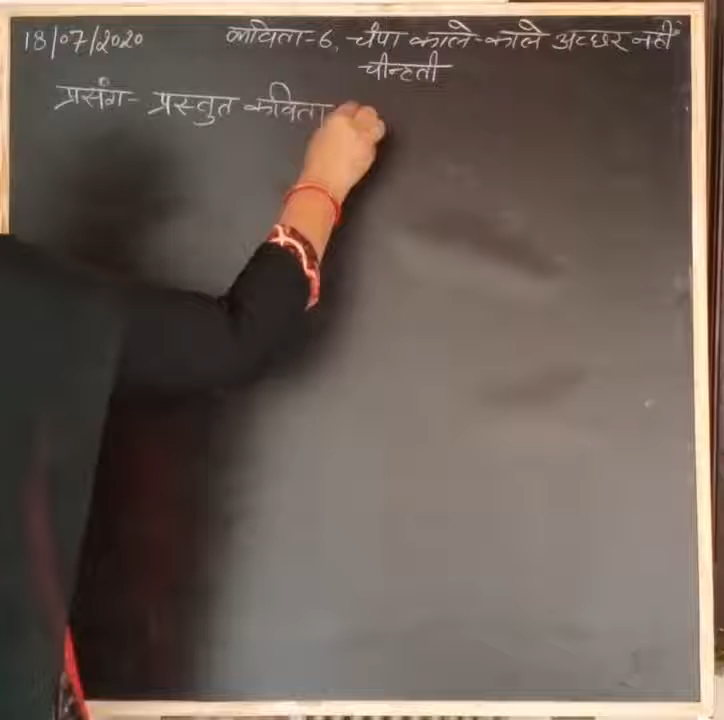 18/07/2020 कविता-6, चंपा काले-काले अच्छर नहीं
चीन्हती
प्रसंग- प्रस्तुत कविता